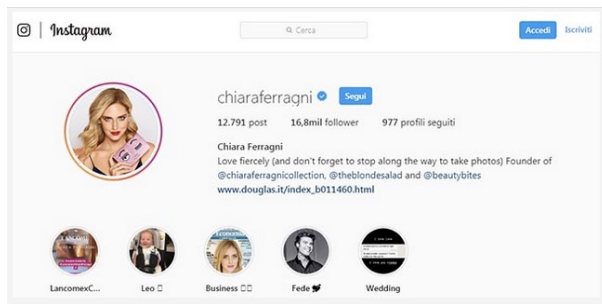 Instagram
Cerca
Accedi
Iscriviti
chiaraferragni
Segui
12.791 post 16,8mil follower 977 profili seguiti
Chiara Ferragni
Love fiercely (and don't forget to stop along the way to take photos) Founder of
@chiaraferragnicollection, @theblondesalad and @beautybites
www.douglas.it/index_b011460.html
LancomexC... Leo Business Fede Wedding